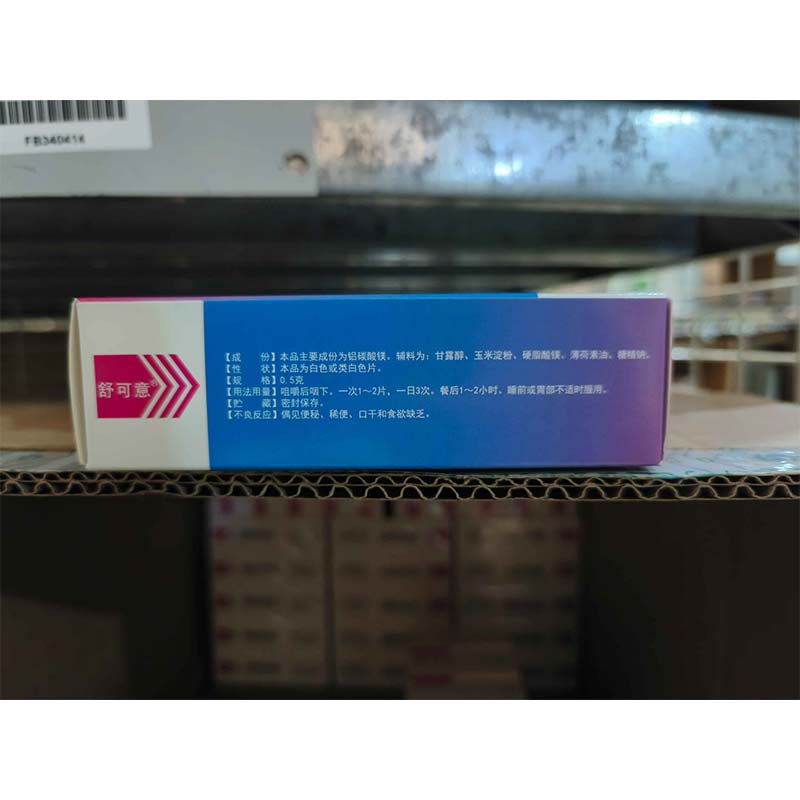 FB340414
舒可意®
【成　份】本品主要成份为铝碳酸镁。辅料为：甘露醇、玉米淀粉、硬脂酸镁、薄荷素油、糖精钠。
【性　状】本品为白色或类白色片。
【规　格】0.5克
【用法用量】咀嚼后咽下。一次1～2片，一日3次。餐后1～2小时、睡前或胃部不适时服用。
【贮　藏】密封保存。
【不良反应】偶见便秘、稀便、口干和食欲缺乏。